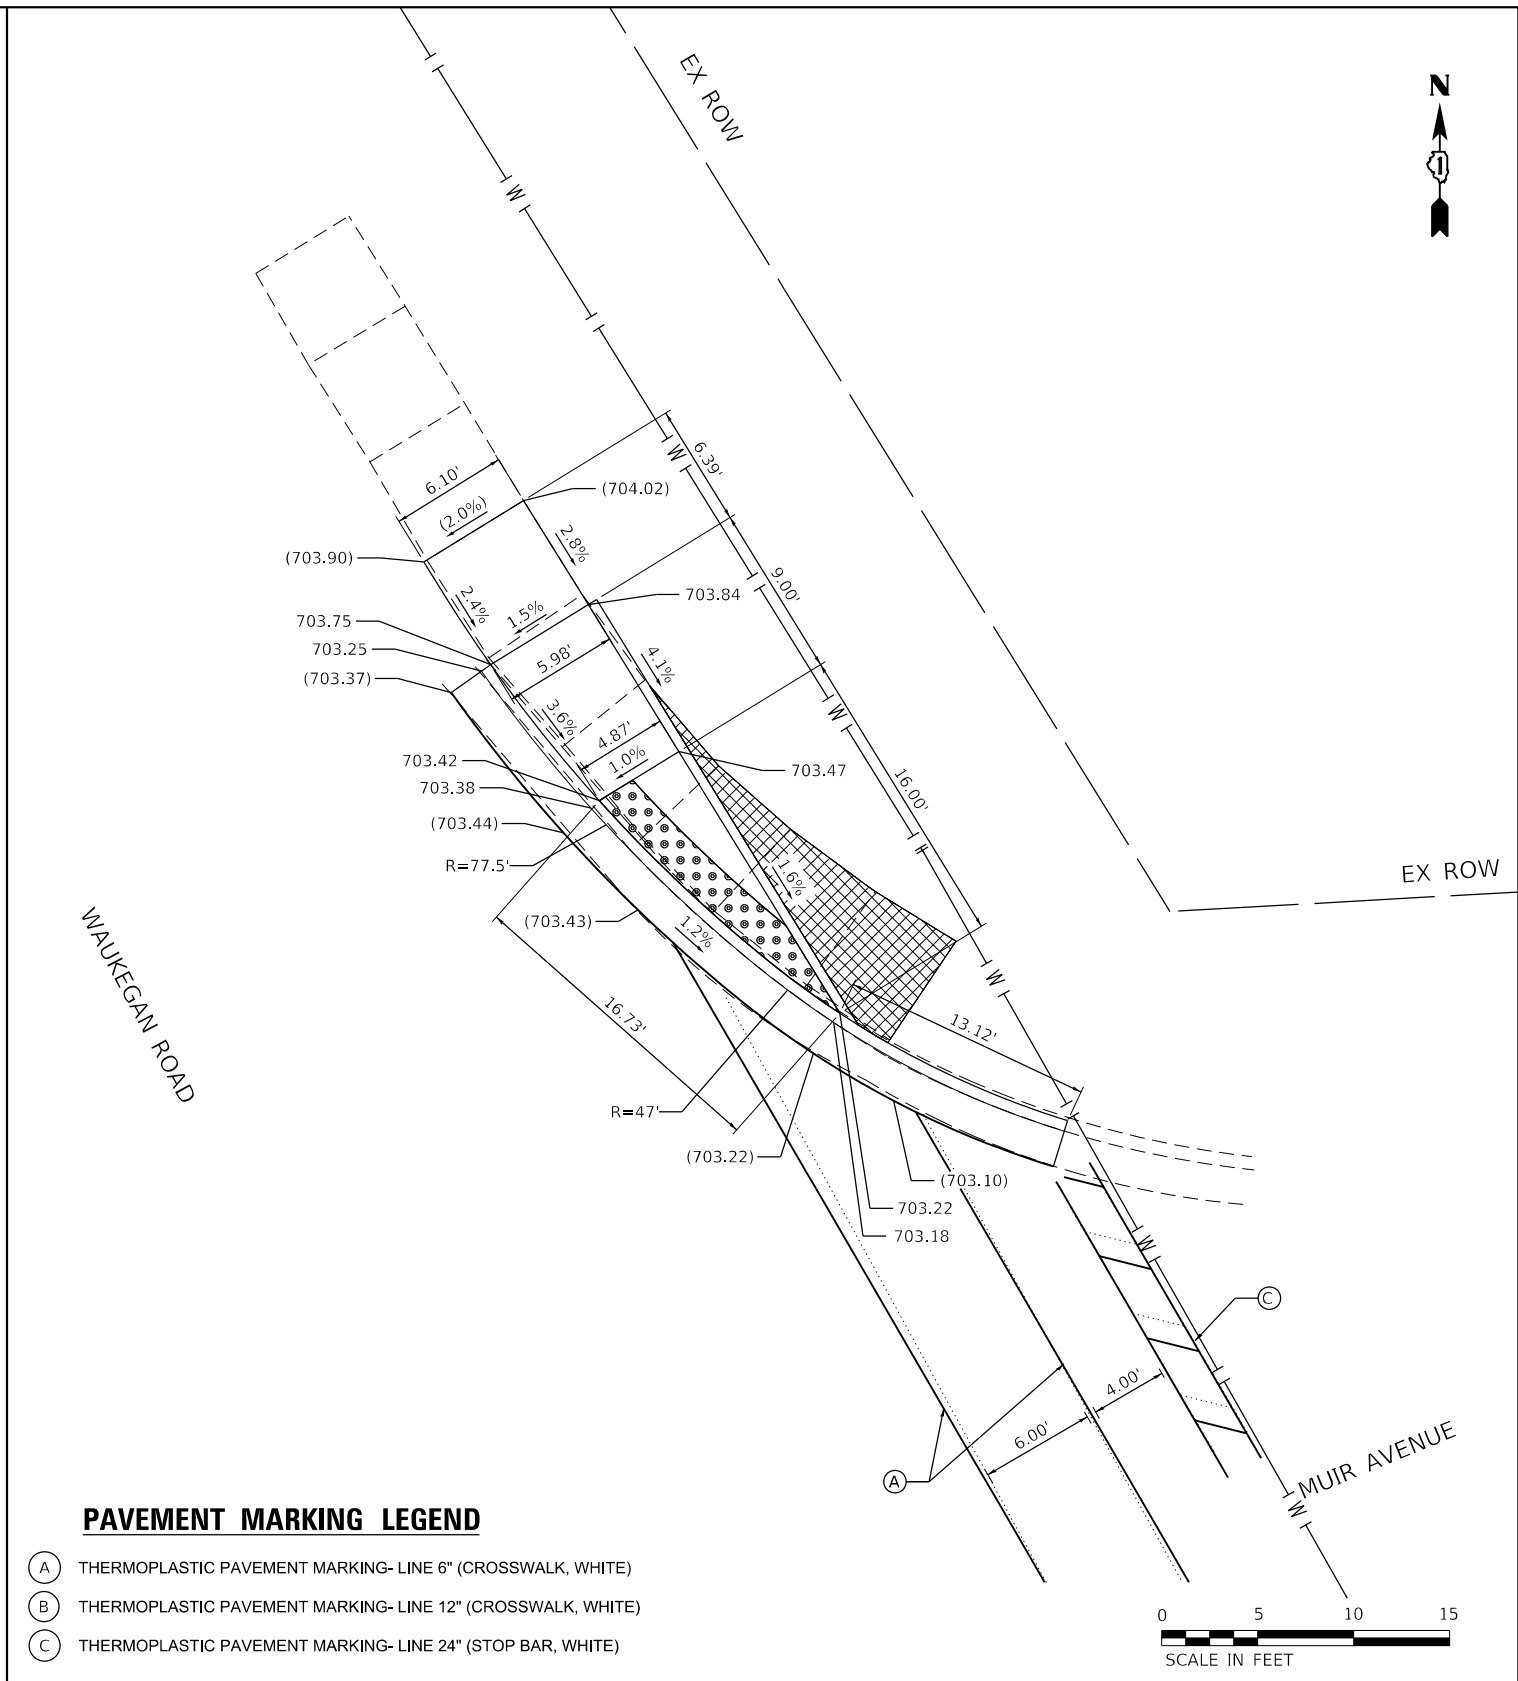 N
1
EX ROW
W
6.39'
W
6.10'
(704.02)
(2.0%)
2.8%
(703.90)
9.00'
2.4%
703.84
1.5%
703.75
703.25
5.98'
4.1%
(703.37)
3.6%
W
4.87'
703.42
1.0%
703.47
703.38
16.00'
(703.44)
R=77.5'
1.6%
EX ROW
WAUKEGAN ROAD
(703.43)
1.2%
W
16.73'
13.12'
R=47'
(703.22)
(703.10)
703.22
703.18
W
C
4.00'
6.00'
A
MUIR AVENUE
W
PAVEMENT MARKING LEGEND
A THERMOPLASTIC PAVEMENT MARKING- LINE 6" (CROSSWALK, WHITE)
B THERMOPLASTIC PAVEMENT MARKING- LINE 12" (CROSSWALK, WHITE)
C THERMOPLASTIC PAVEMENT MARKING- LINE 24" (STOP BAR, WHITE)
0 5 10 15
SCALE IN FEET